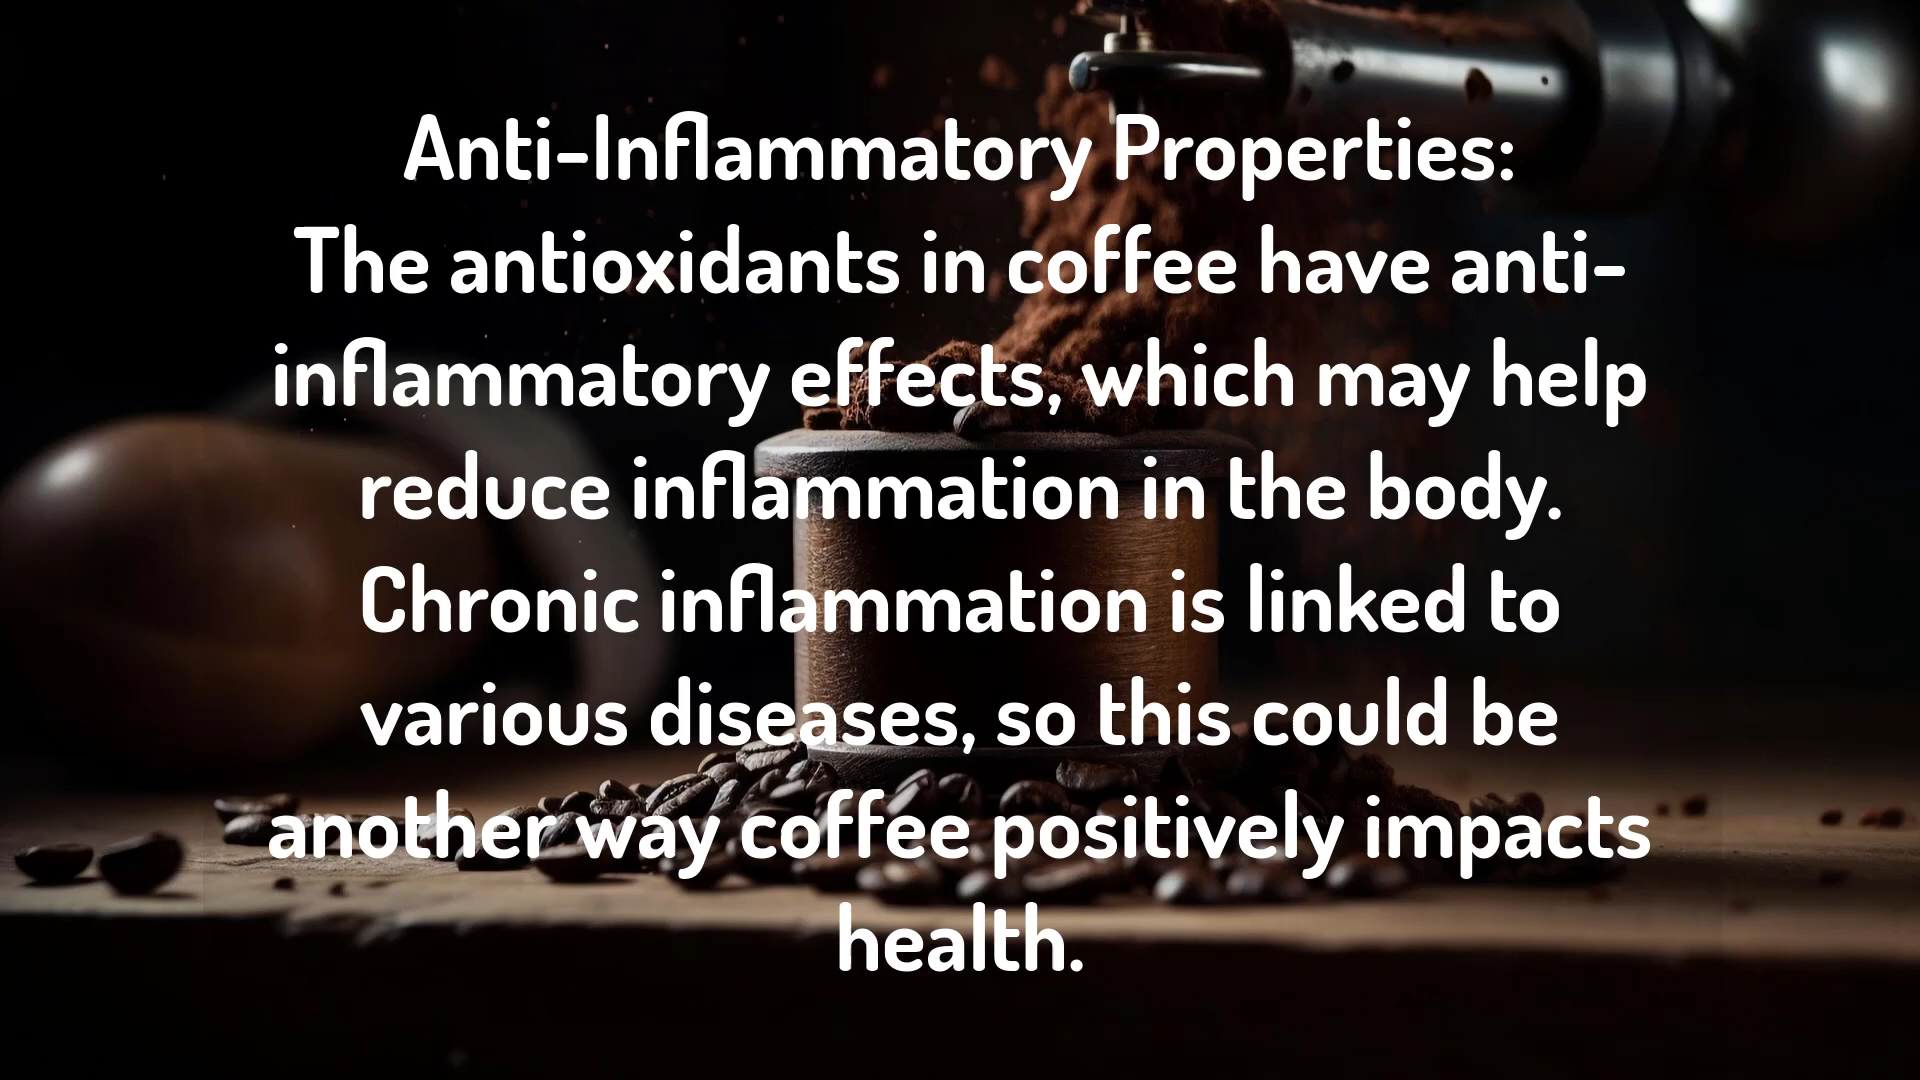 Anti-Inflammatory Properties:
The antioxidants in coffee have anti-
inflammatory effects, which may help
reduce inflammation in the body.
Chronic inflammation is linked to
various diseases, so this could be
another way coffee positively impacts
health.